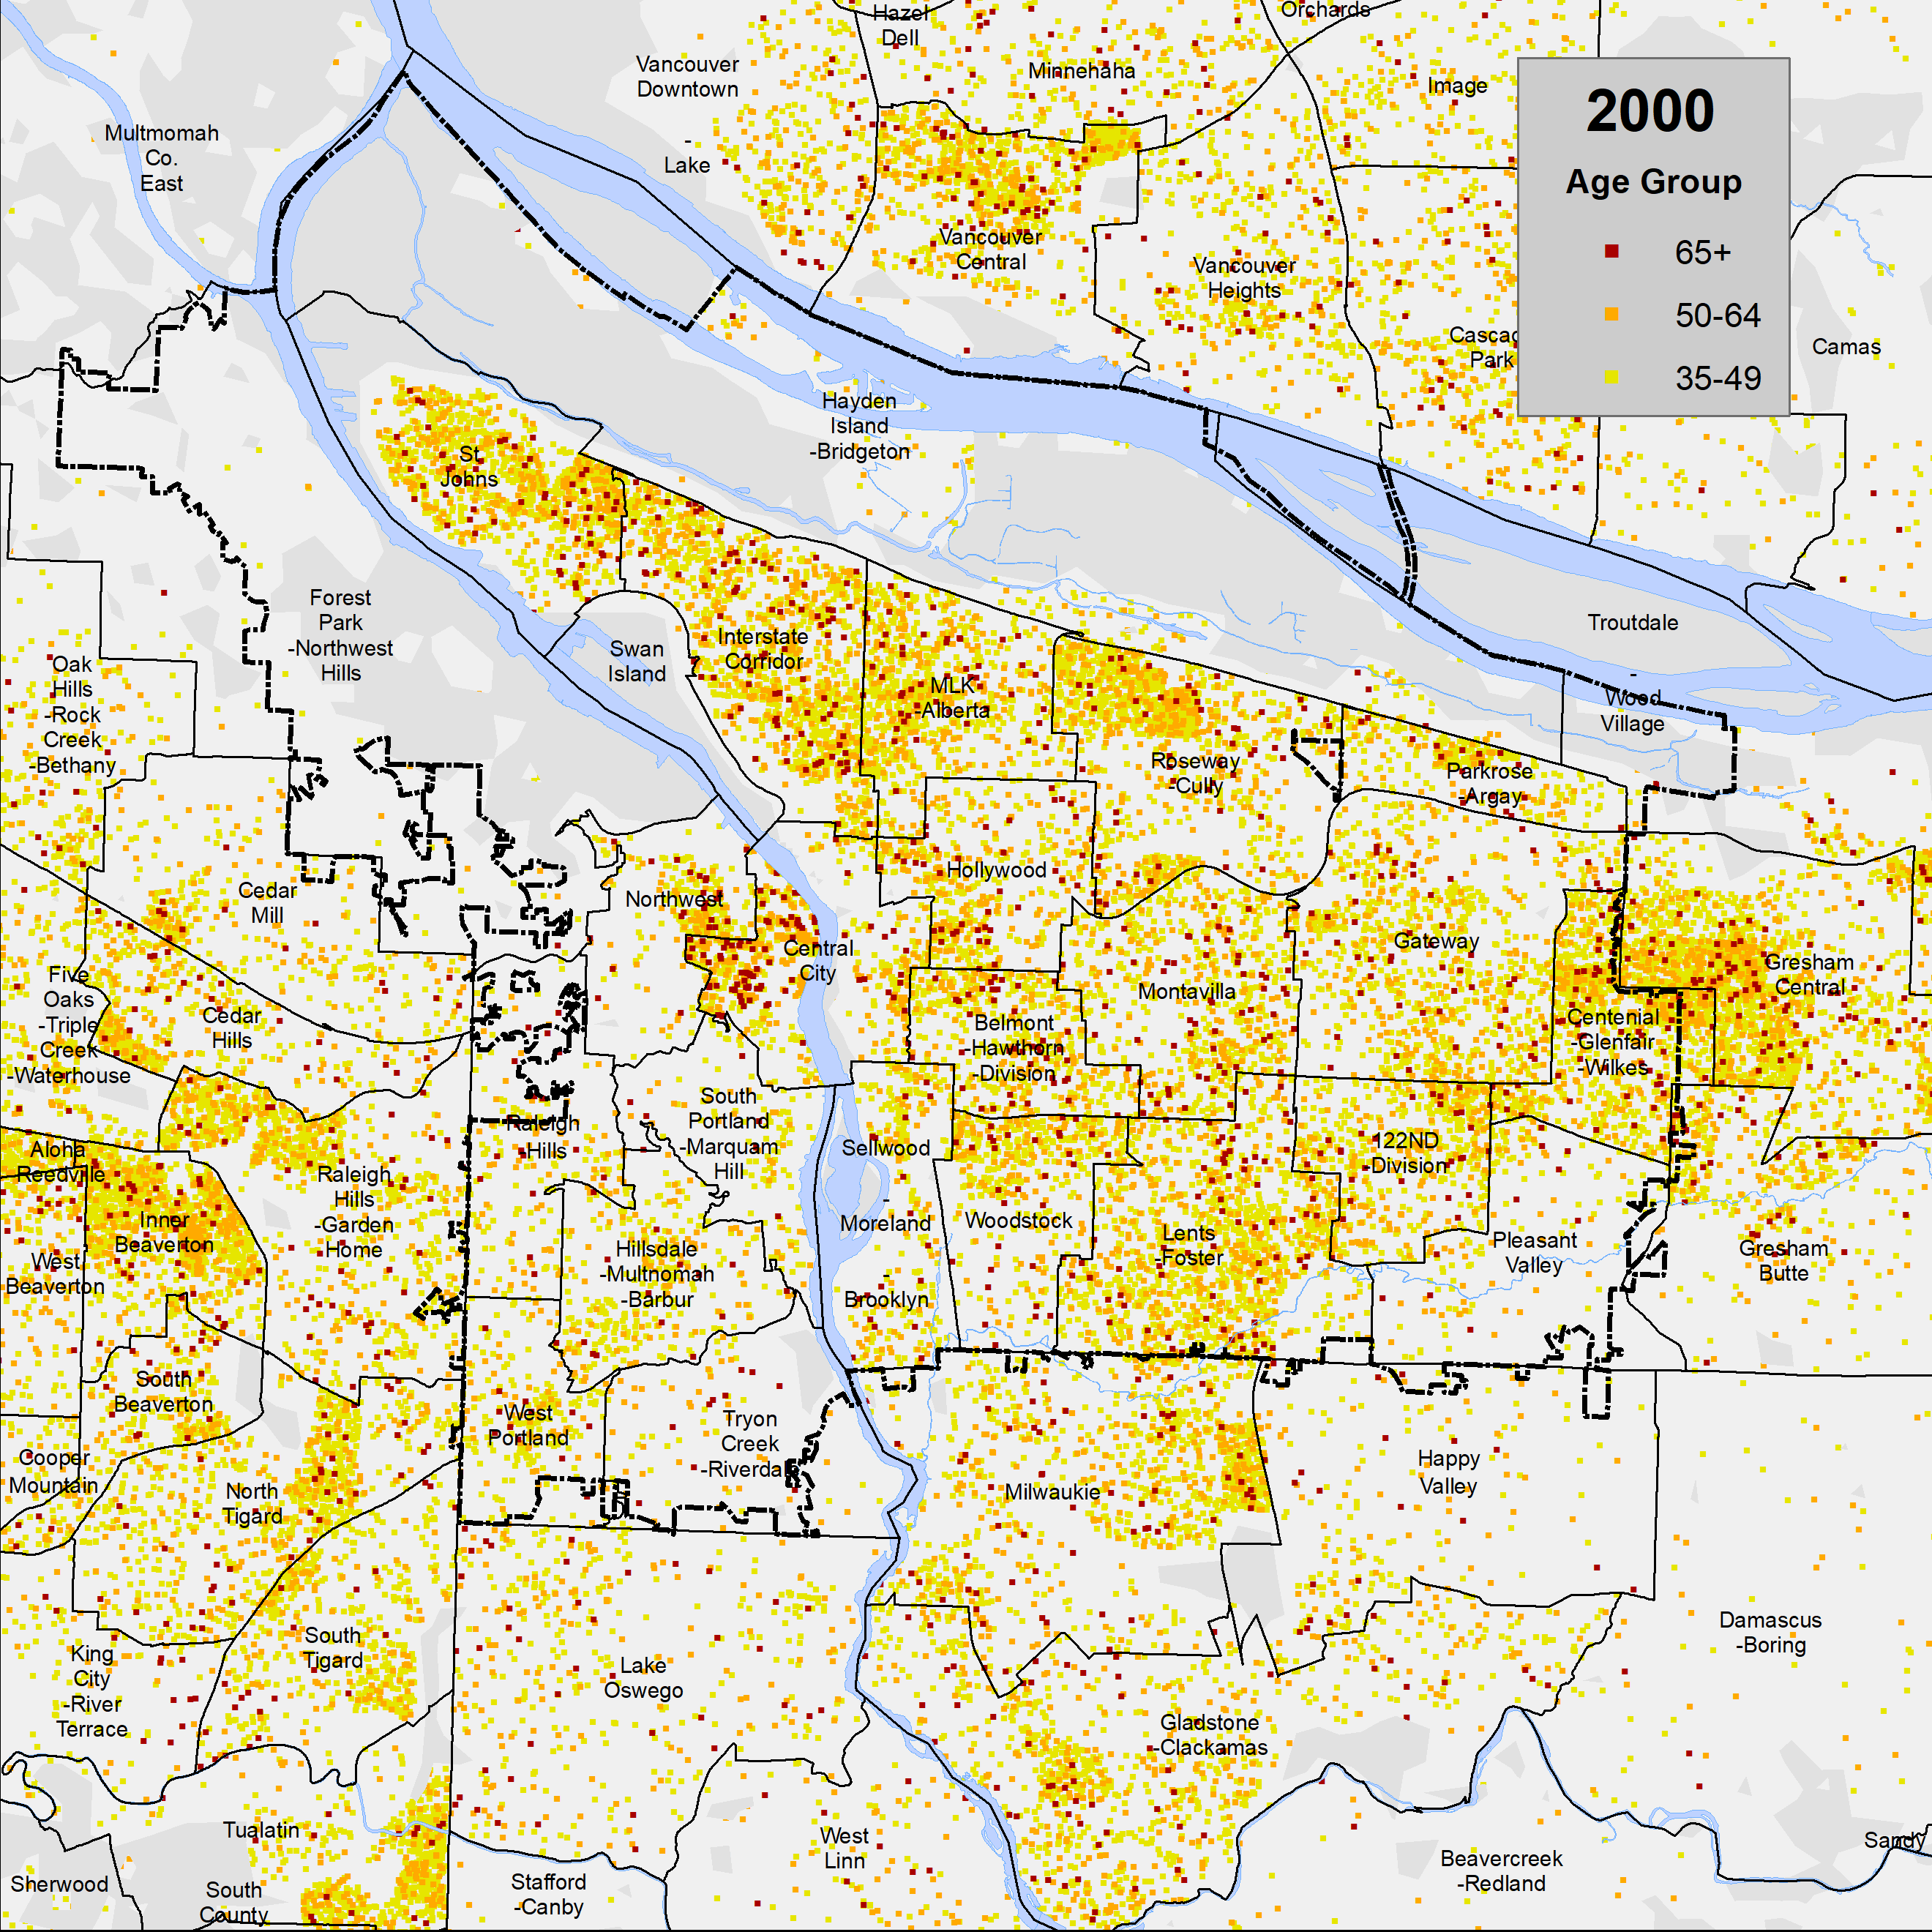 Hazel
Dell
Orchards
Vancouver
Downtown
-
Lake
Minnehaha
Image
2000
Age Group
65+
50-64
35-49
Multmomah
Co.
East
Vancouver
Central
Vancouver
Heights
Cascad
Park
Camas
Hayden
Island
-Bridgeton
St
Johns
Forest
Park
-Northwest
Hills
Swan
Island
Interstate
Corridor
MLK
-Alberta
Troutdale
-
Wood
Village
Oak
Hills
-Rock
Creek
-Bethany
Roseway
-Cully
Parkrose
-Argay
Cedar
Mill
Northwest
Hollywood
Central
City
Gateway
Gresham
Central
Five
Oaks
-Triple
Creek
-Waterhouse
Cedar
Hills
Montavilla
Belmont
-Hawthorn
-Division
Centenial
-Glenfair
-Wilkes
Raleigh
-Hills
South
Portland
-Marquam
Hill
Sellwood
-
Moreland
-
Brooklyn
122ND
-Division
Aloha
Reedville
Inner
Beaverton
Raleigh
Hills
-Garden
Home
West
Beaverton
Hillsdale
-Multnomah
-Barbur
Woodstock
Lents
-Foster
Pleasant
Valley
Gresham
Butte
South
Beaverton
West
Portland
Tryon
Creek
-Riverdale
Cooper
Mountain
North
Tigard
Milwaukie
Happy
Valley
King
City
-River
Terrace
South
Tigard
Lake
Oswego
Damascus
-Boring
Gladstone
-Clackamas
Tualatin
West
Linn
Sandy
Sherwood
South
County
Stafford
-Canby
Beavercreek
-Redland